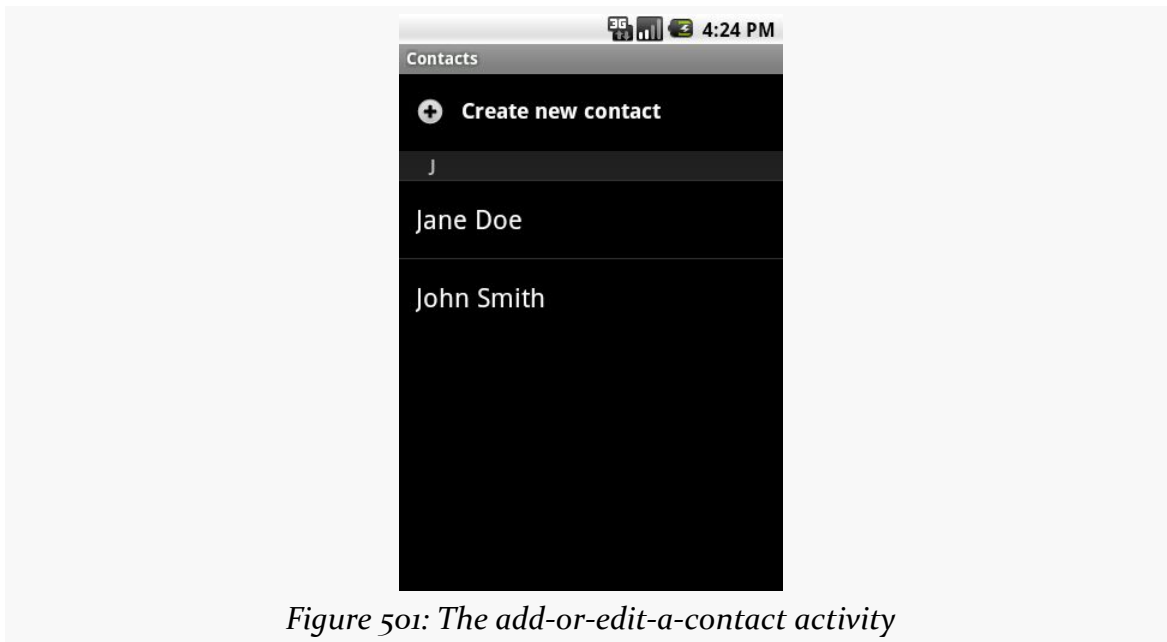 3G 4:24 PM
Contacts
Create new contact
J
Jane Doe
John Smith
Figure 501: The add-or-edit-a-contact activity